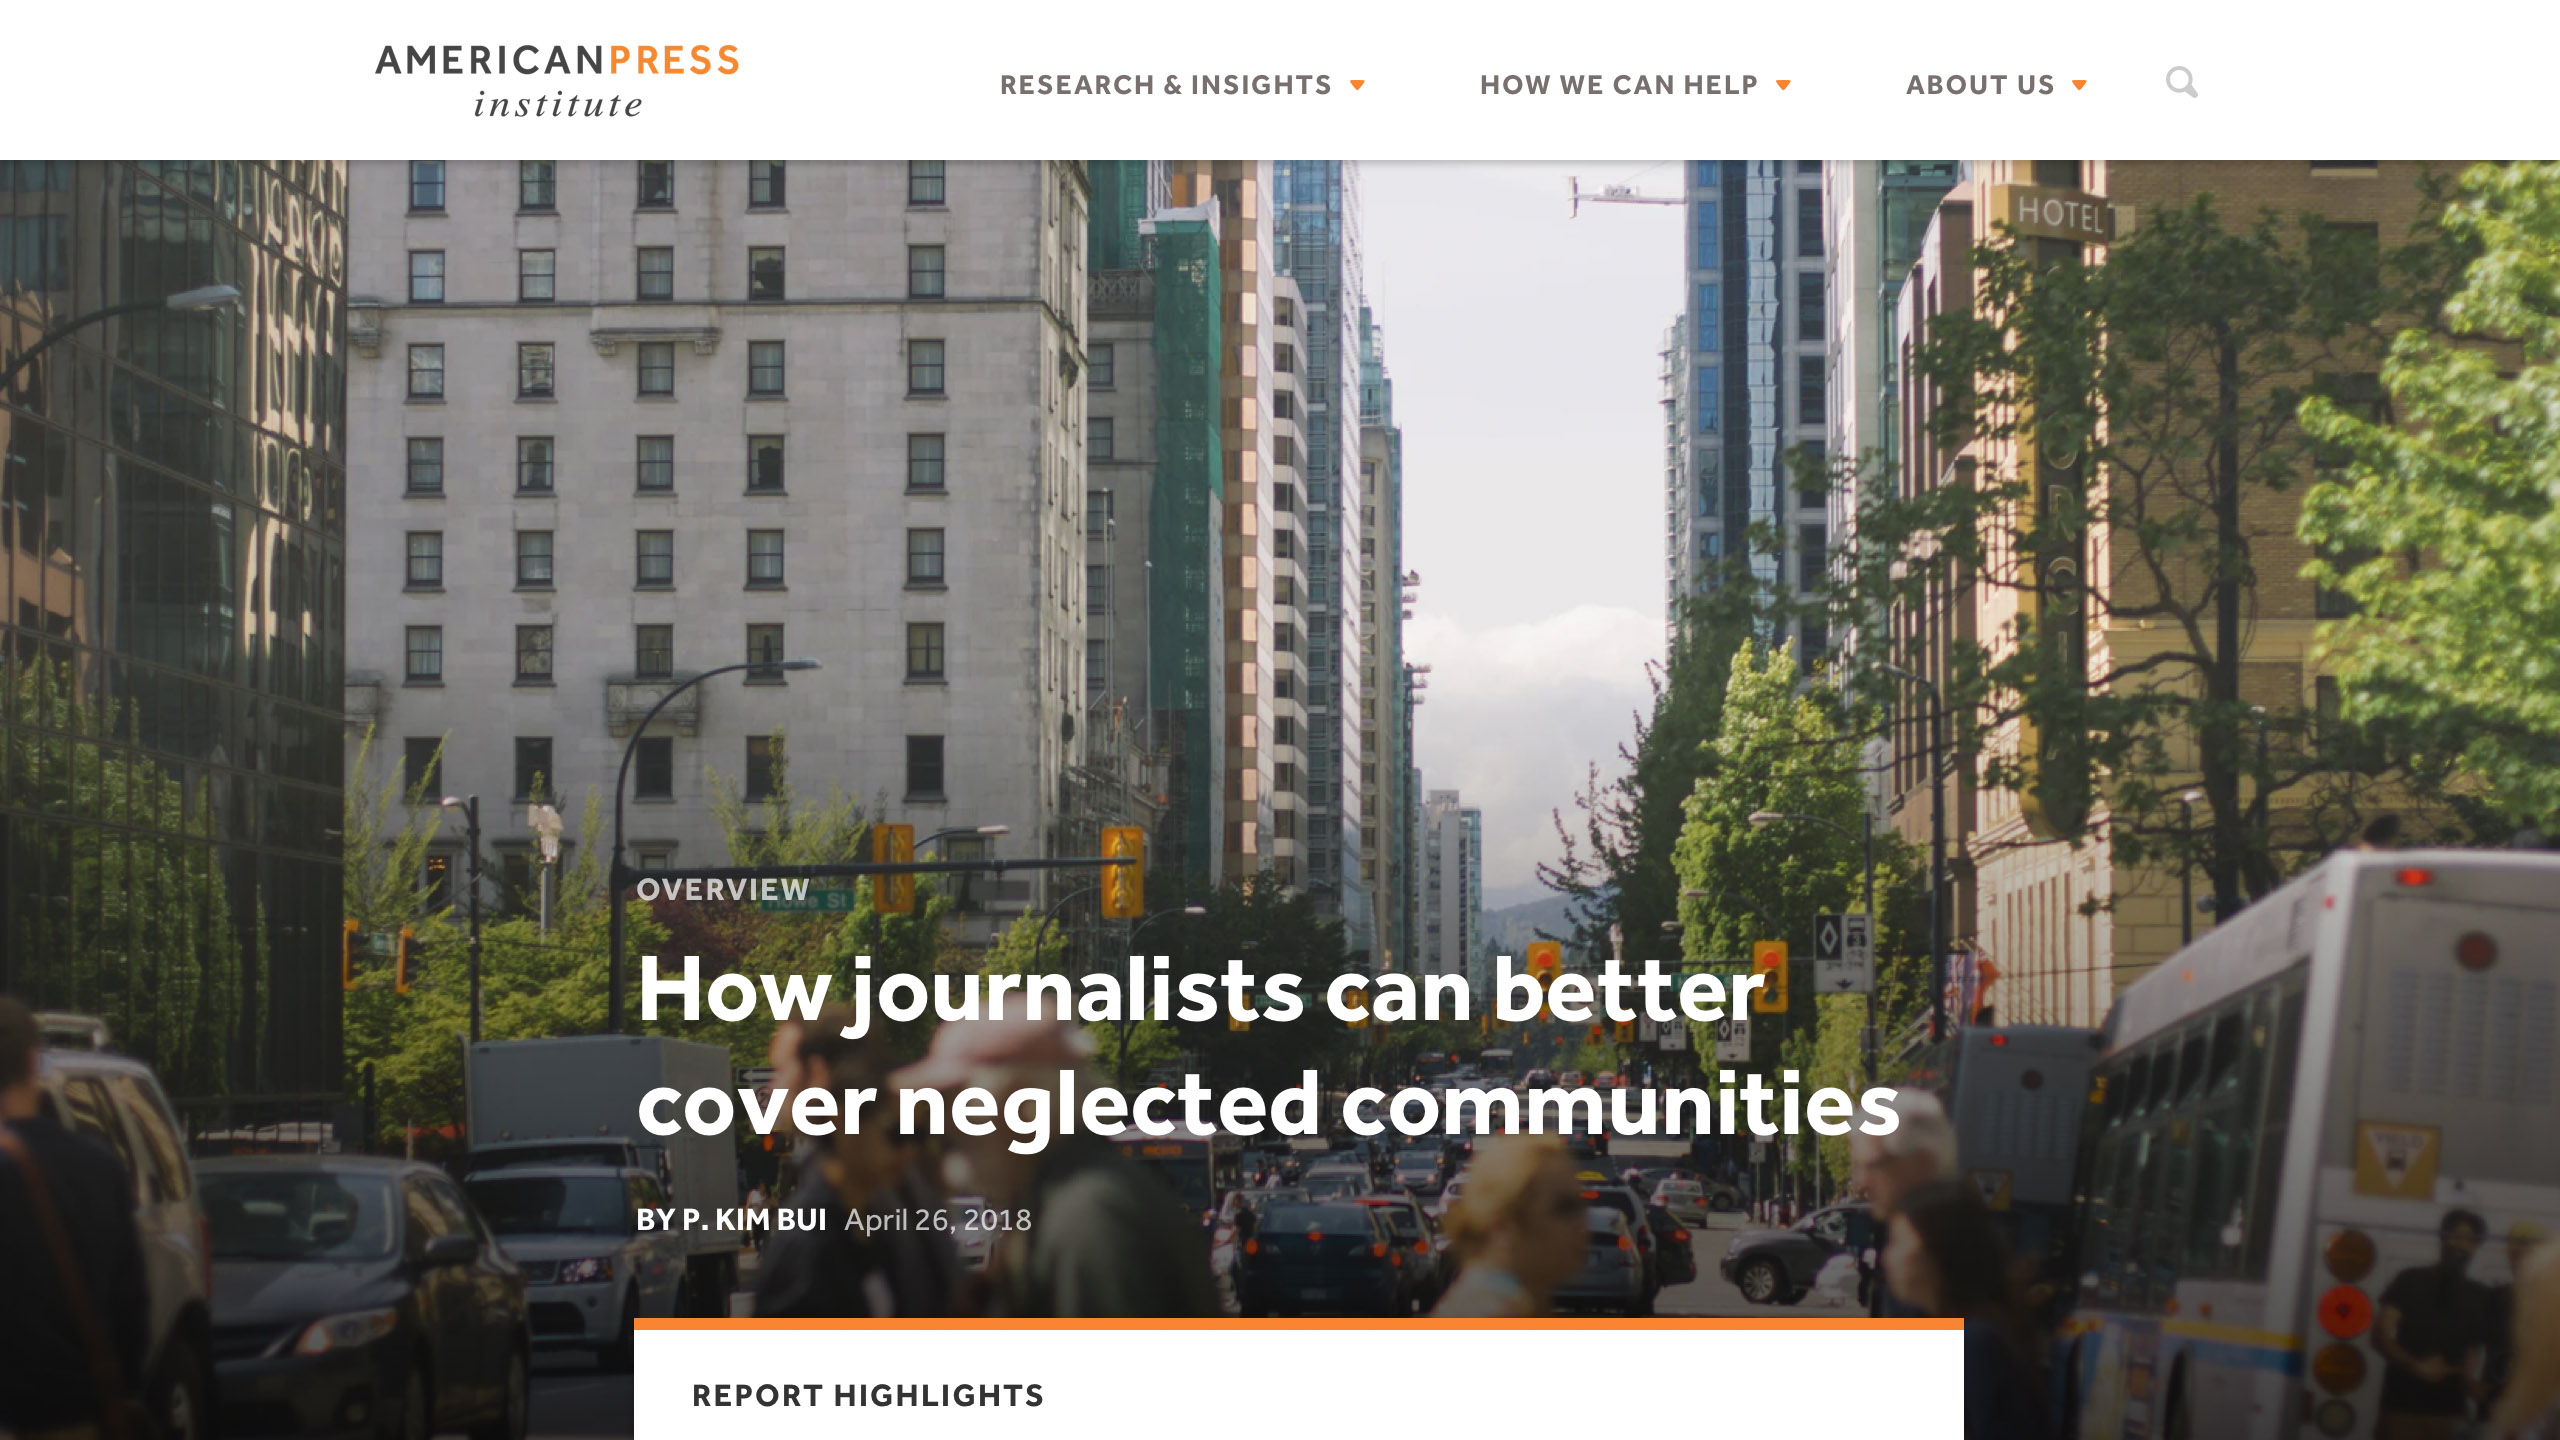 AMERICANPRESS
institute
RESEARCH & INSIGHTS
HOW WE CAN HELP
ABOUT US
HOTEL
OVERVIEW
How journalists can better
cover neglected communities
BY P. KIM BUI April 26, 2018
YIELD
REPORT HIGHLIGHTS